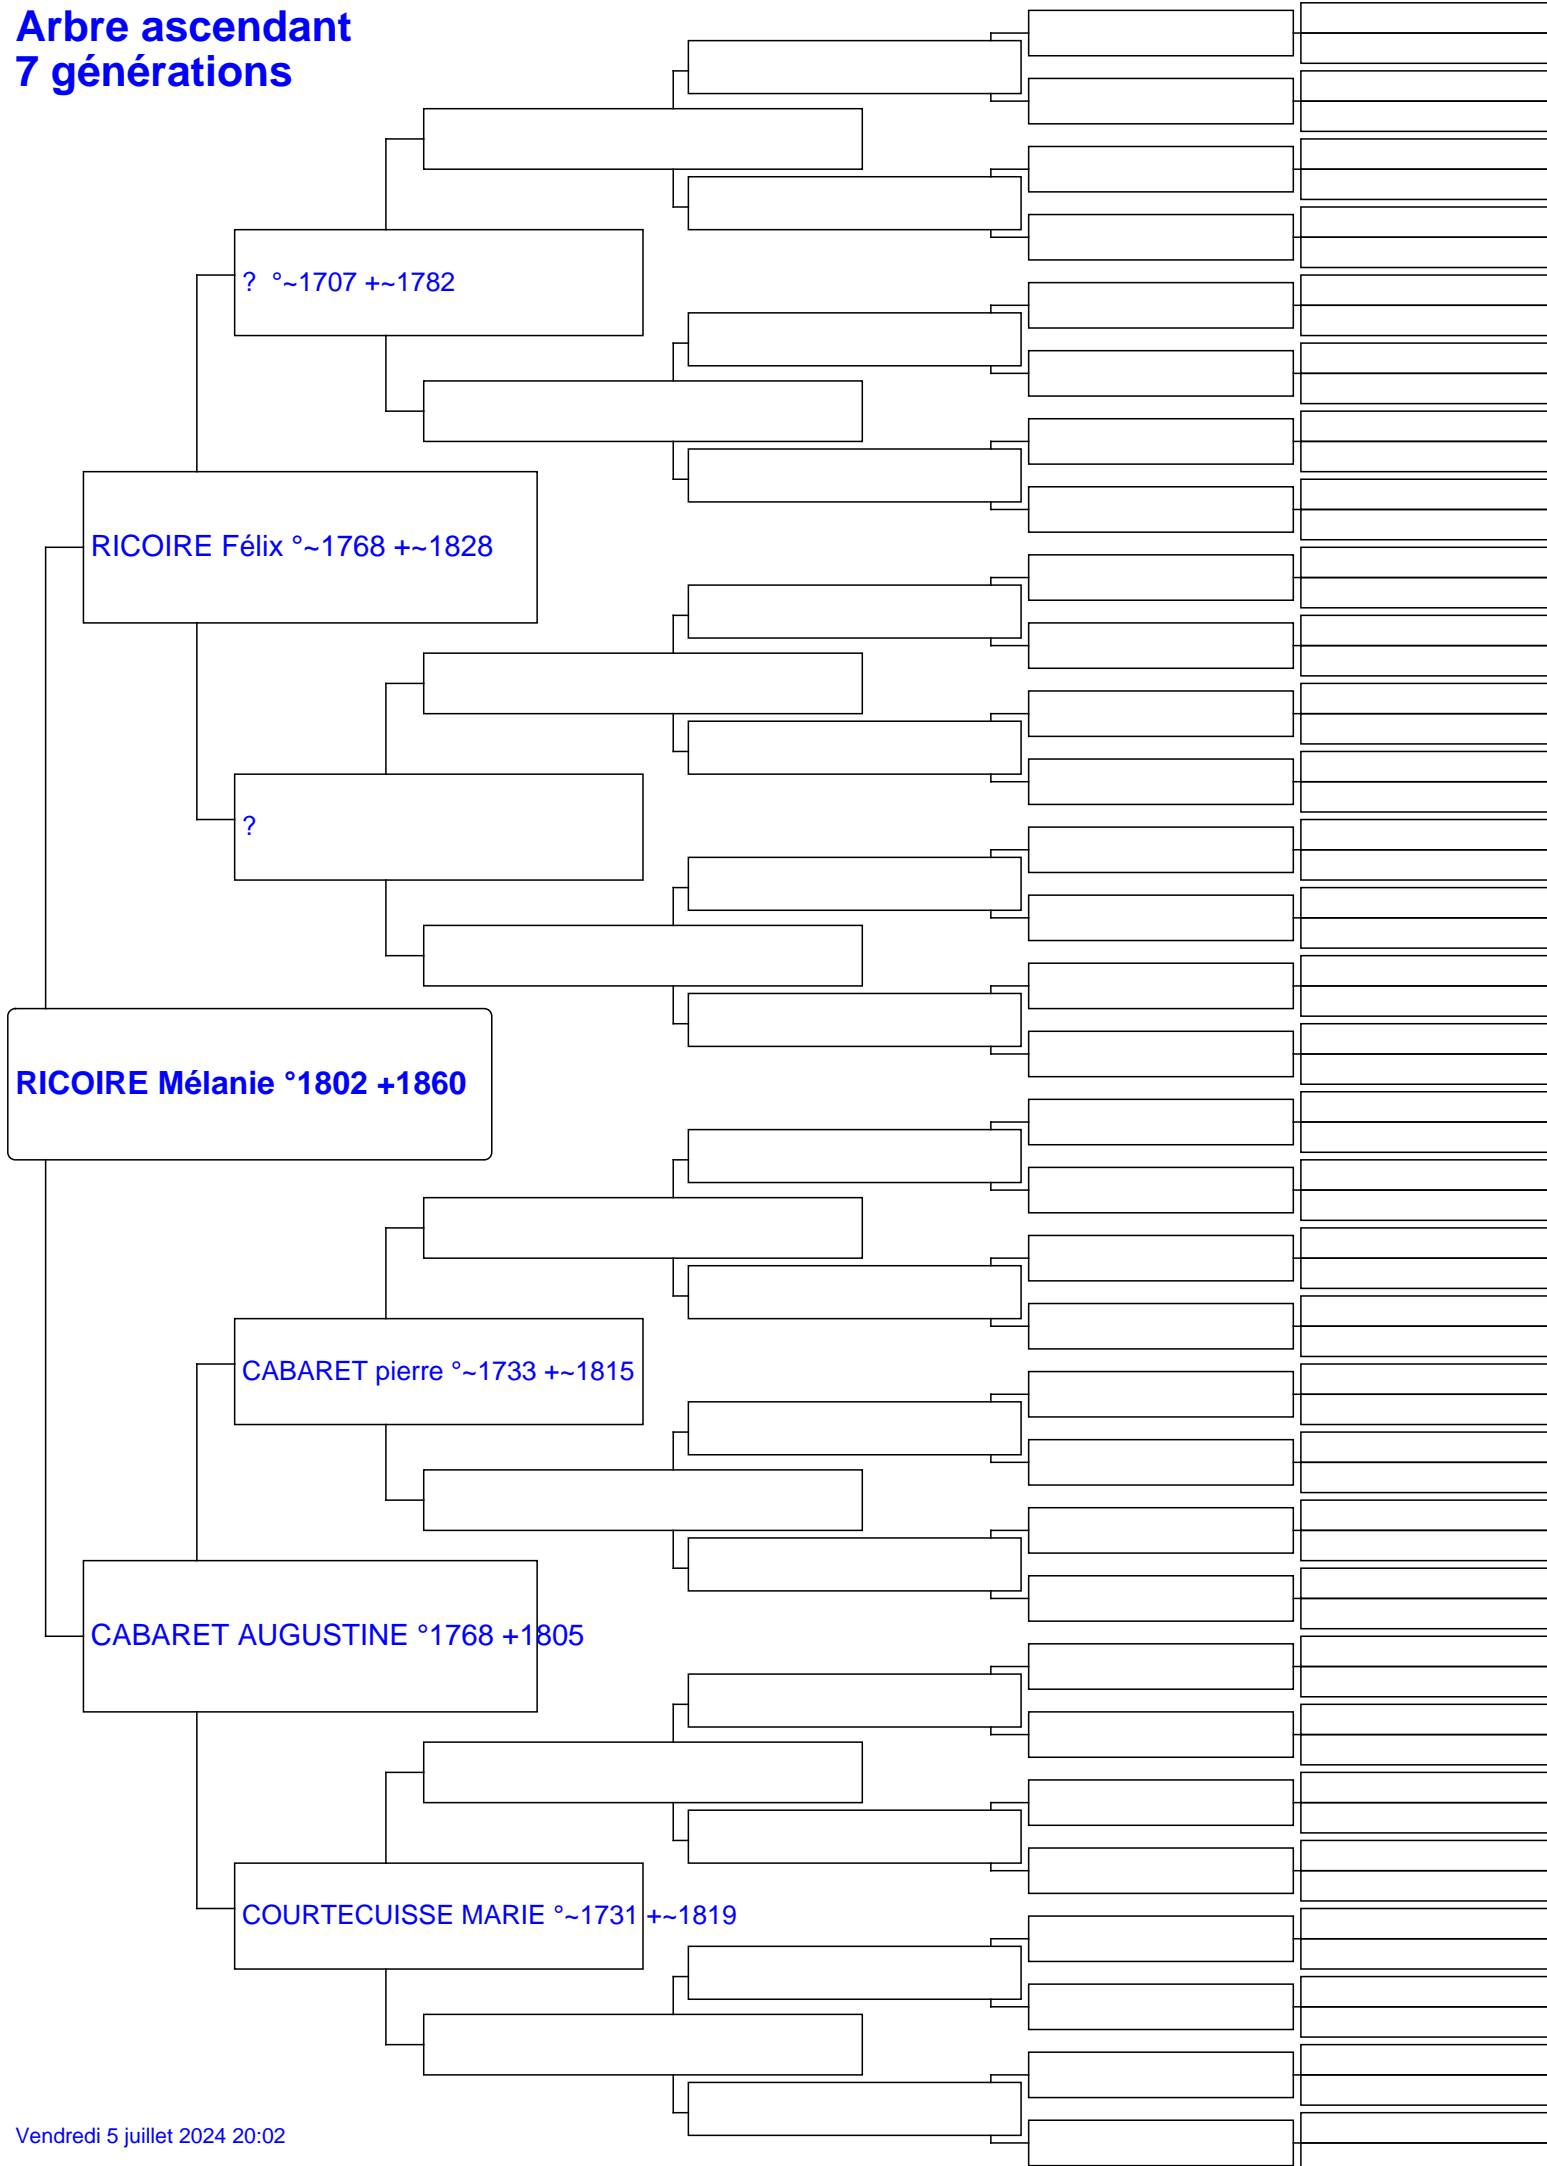 Arbre ascendant
7 générations
? °~1707 +~1782
RICOIRE Félix °~1768 +~1828
?
RICOIRE Mélanie °1802 +1860
CABARET pierre °~1733 +~1815
CABARET AUGUSTINE °1768 +1805
COURTECUISSE MARIE °~1731 +~1819
Vendredi 5 juillet 2024 20:02